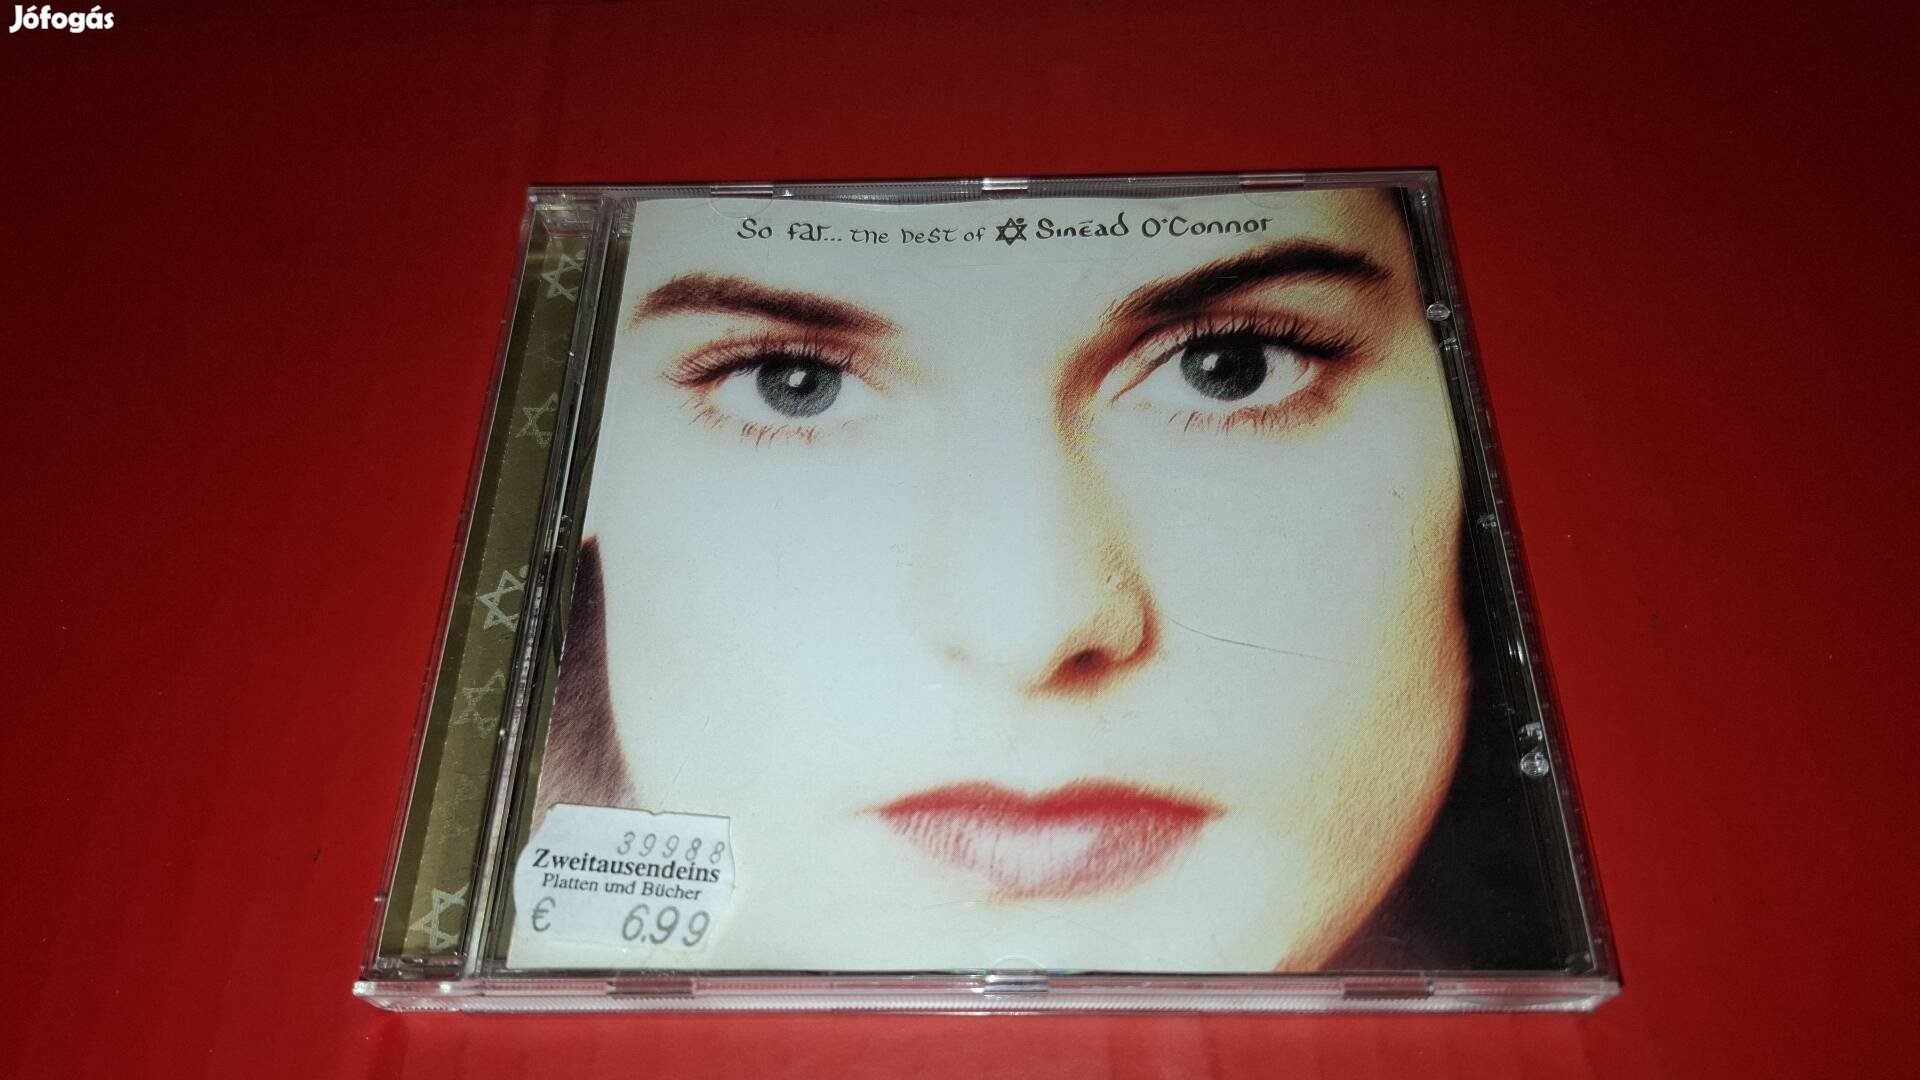 Jófogás
So far... the best of Sinéad O'Connor
39988
Zweitausendeins
Platten und Bücher
€ 6.99